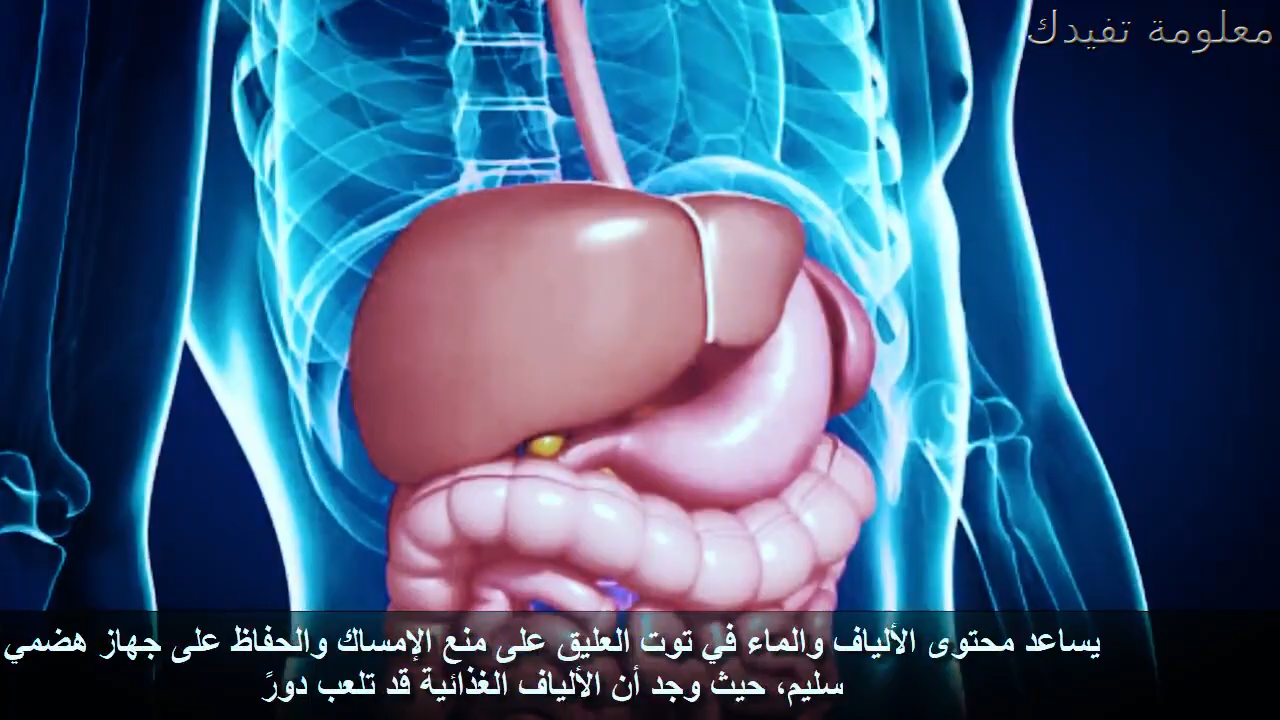 معلومة تفيدك
يساعد محتوى الألياف والماء في توت العليق على منع الإمساك والحفاظ على جهاز هضمي
سليم، حيث وجد أن الألياف الغذائية قد تلعب دورً